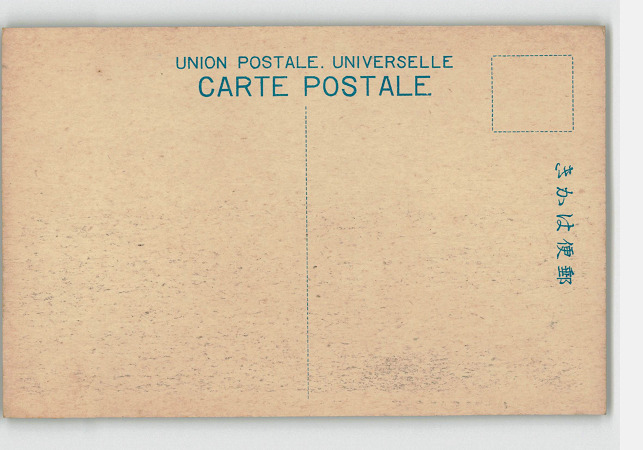 UNION POSTALE. UNIVERSELLE
CARTE POSTALE.
きかは便郵